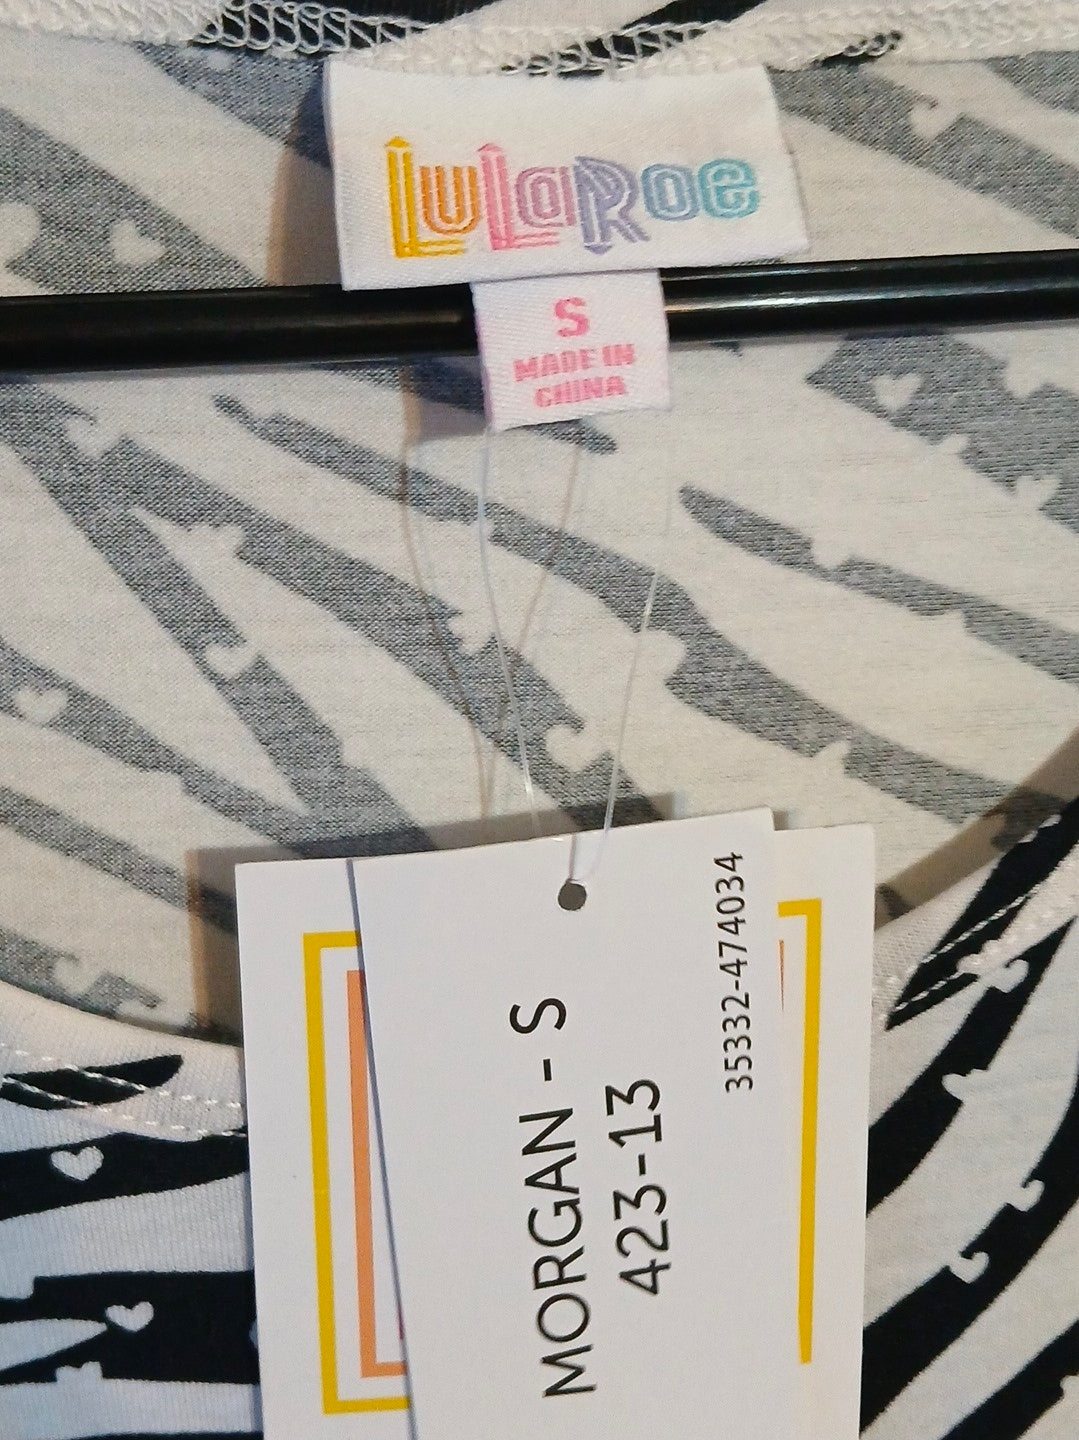 LuLaRoe
S
MADE IN
CHINA
MORGAN - S
423-13
35332-474034